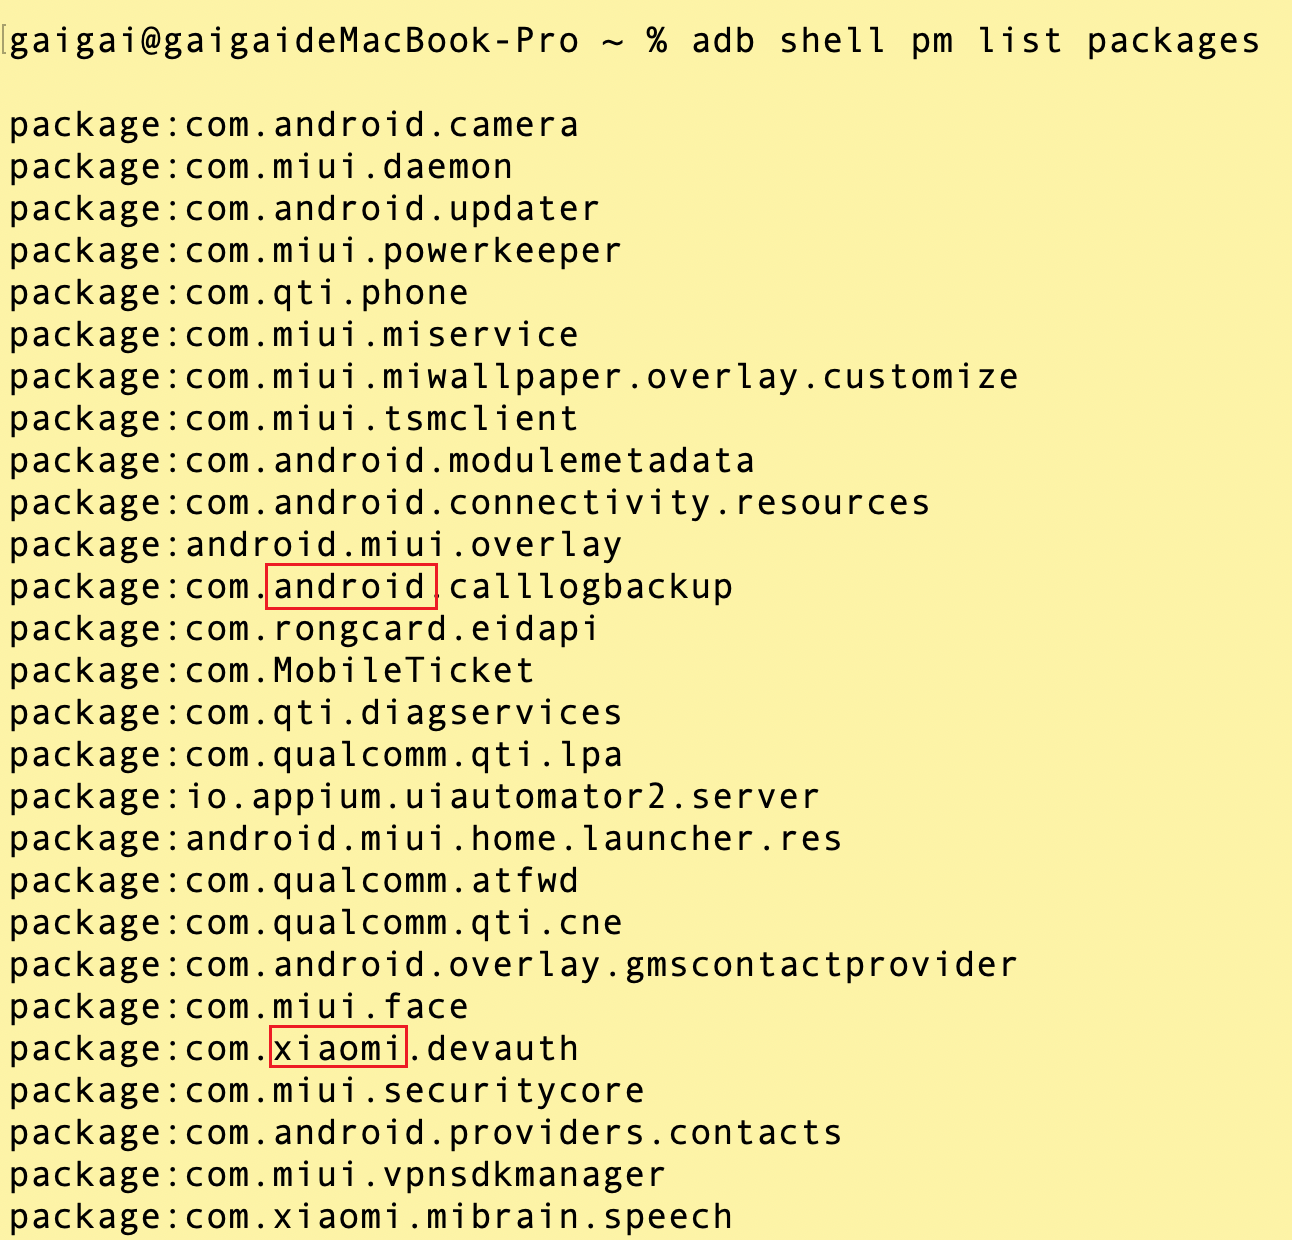 [gaigai@gaigaideMacBook-Pro ~ % adb shell pm list packages
package:com.android.camera
package:com.miui.daemon
package:com.android.updater
package:com.miui.powerkeeper
package:com.qti.phone
package:com.miui.miservice
package:com.miui.miwallpaper.overlay.customize
package:com.miui.tsmclient
package:com.android.modulemetadata
package:com.android.connectivity.resources
package:android.miui.overlay
package:com.android.calllogbackup
package:com.rongcard.eidapi
package:com.MobileTicket
package:com.qti.diagservices
package:com.qualcomm.qti.lpa
package:io.appium.uiautomator2.server
package:android.miui.home.launcher.res
package:com.qualcomm.atfwd
package:com.qualcomm.qti.cne
package:com.android.overlay.gmscontactprovider
package:com.miui.face
package:com.xiaomi.devauth
package:com.miui.securitycore
package:com.android.providers.contacts
package:com.miui.vpnsdkmanager
package:com.xiaomi.mibrain.speech